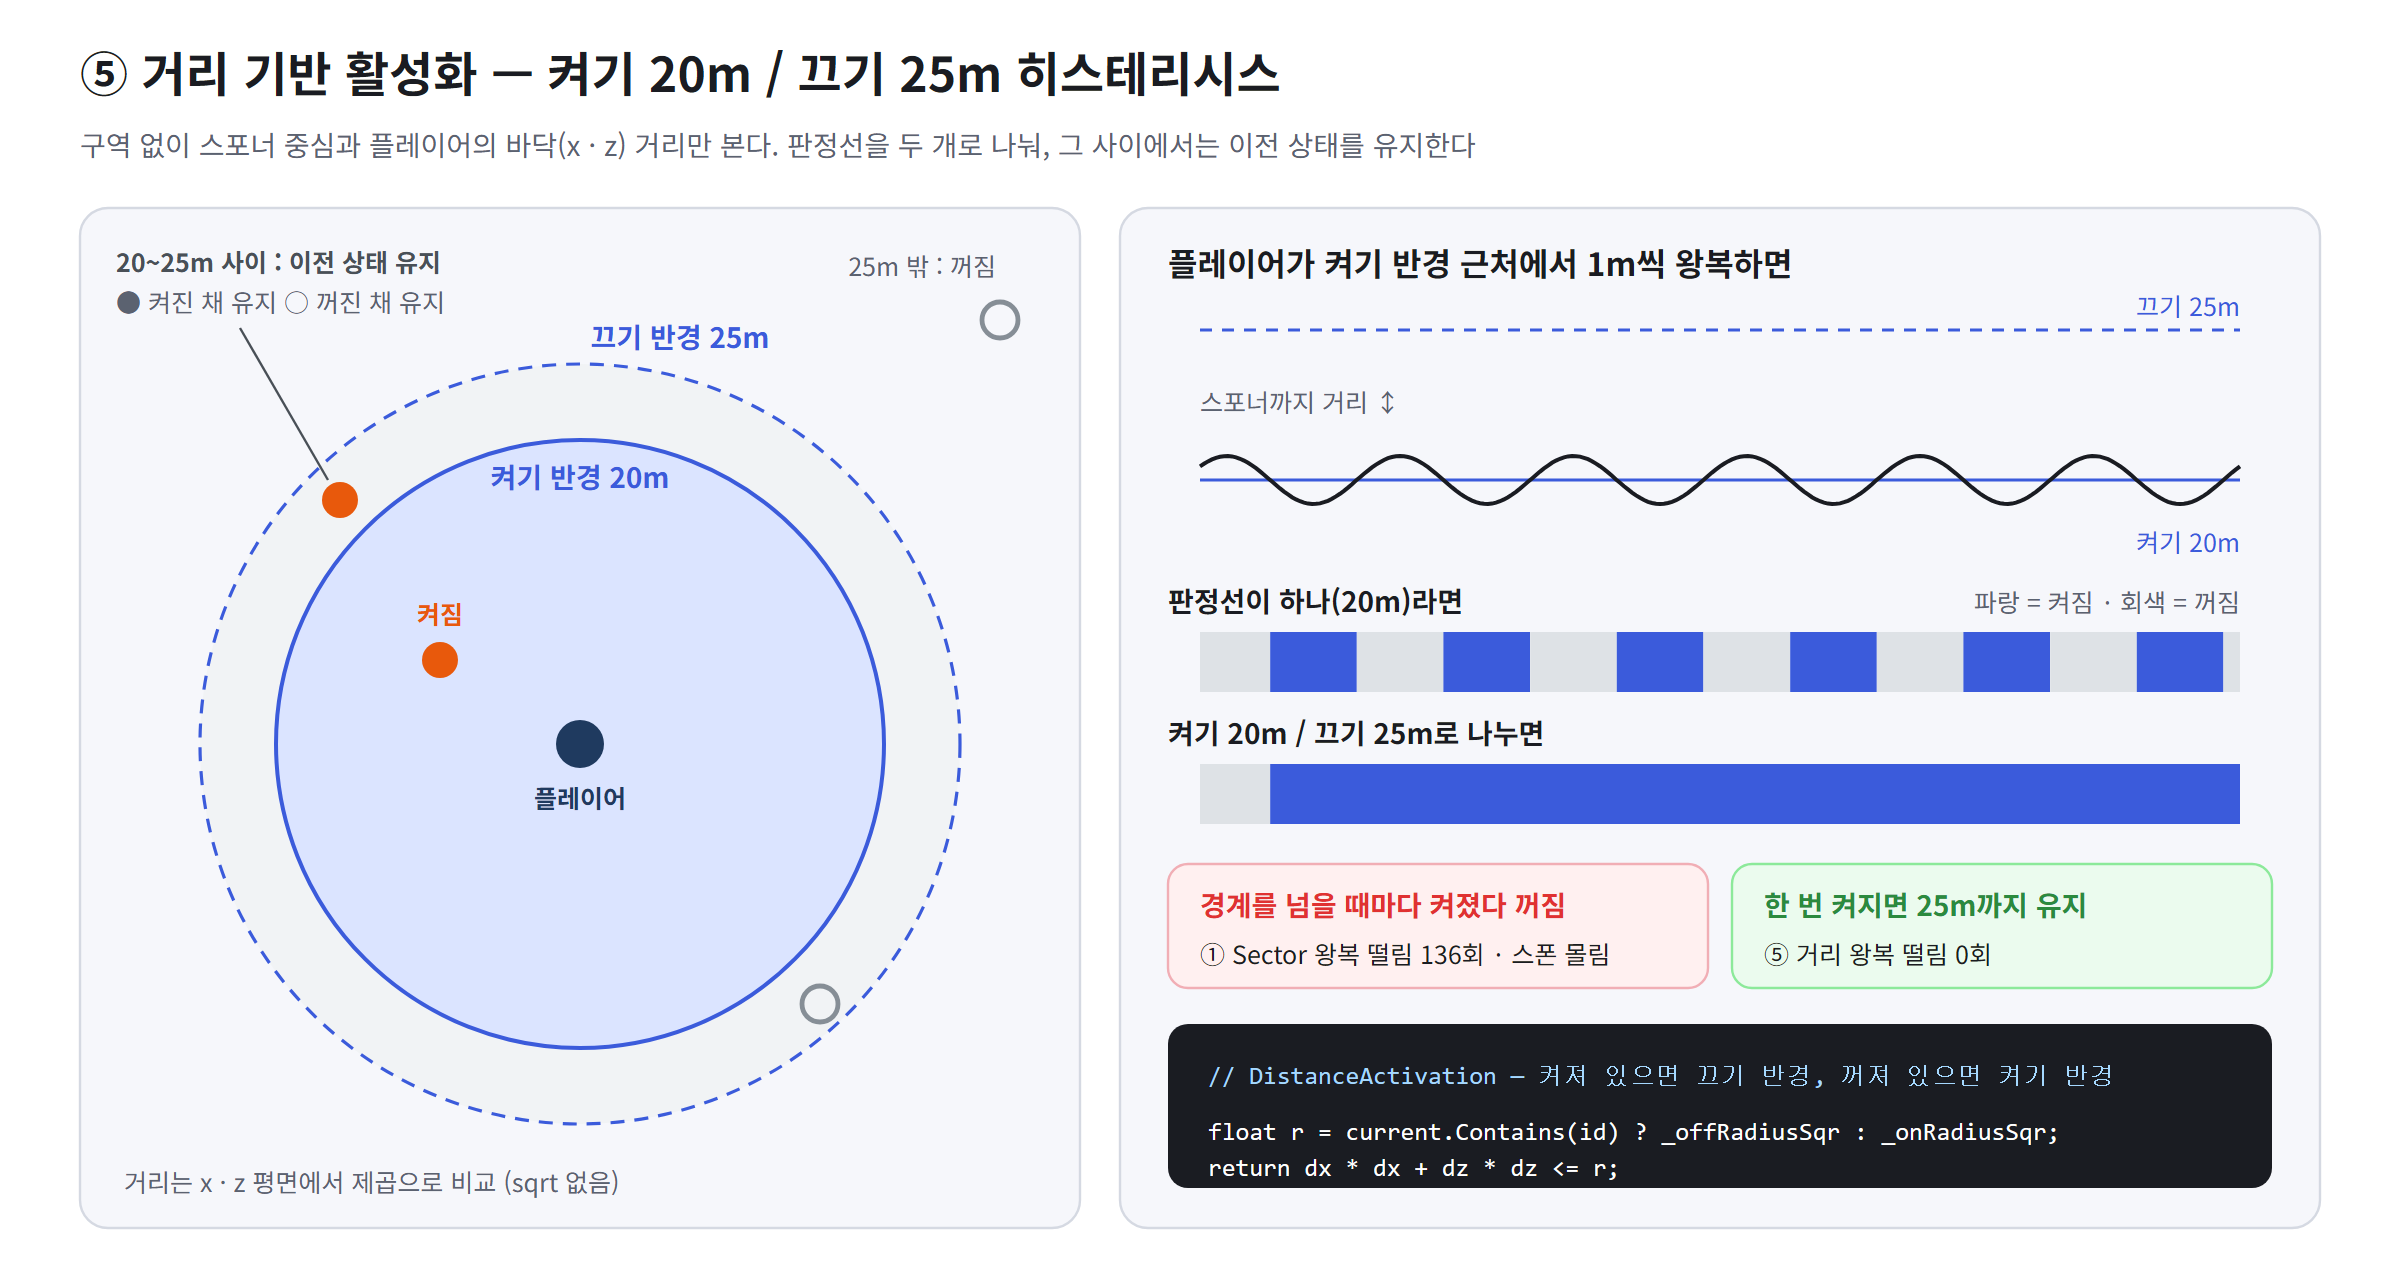 ⑤ 거리 기반 활성화 — 켜기 20m / 끄기 25m 히스테리시스
구역 없이 스포너 중심과 플레이어의 바닥(x · z) 거리만 본다. 판정선을 두 개로 나눠, 그 사이에서는 이전 상태를 유지한다
20~25m 사이 : 이전 상태 유지
● 켜진 채 유지 ○ 꺼진 채 유지
25m 밖 : 꺼짐
끄기 반경 25m
켜기 반경 20m
켜짐
플레이어
거리는 x · z 평면에서 제곱으로 비교 (sqrt 없음)
플레이어가 켜기 반경 근처에서 1m씩 왕복하면
끄기 25m
스포너까지 거리 ↕
켜기 20m
판정선이 하나(20m)라면
파랑 = 켜짐 · 회색 = 꺼짐
켜기 20m / 끄기 25m로 나누면
경계를 넘을 때마다 켜졌다 꺼짐
① Sector 왕복 떨림 136회 · 스폰 몰림
한 번 켜지면 25m까지 유지
⑤ 거리 왕복 떨림 0회
// DistanceActivation — 켜져 있으면 끄기 반경, 꺼져 있으면 켜기 반경
float r = current.Contains(id) ? _offRadiusSqr : _onRadiusSqr;
return dx * dx + dz * dz <= r;